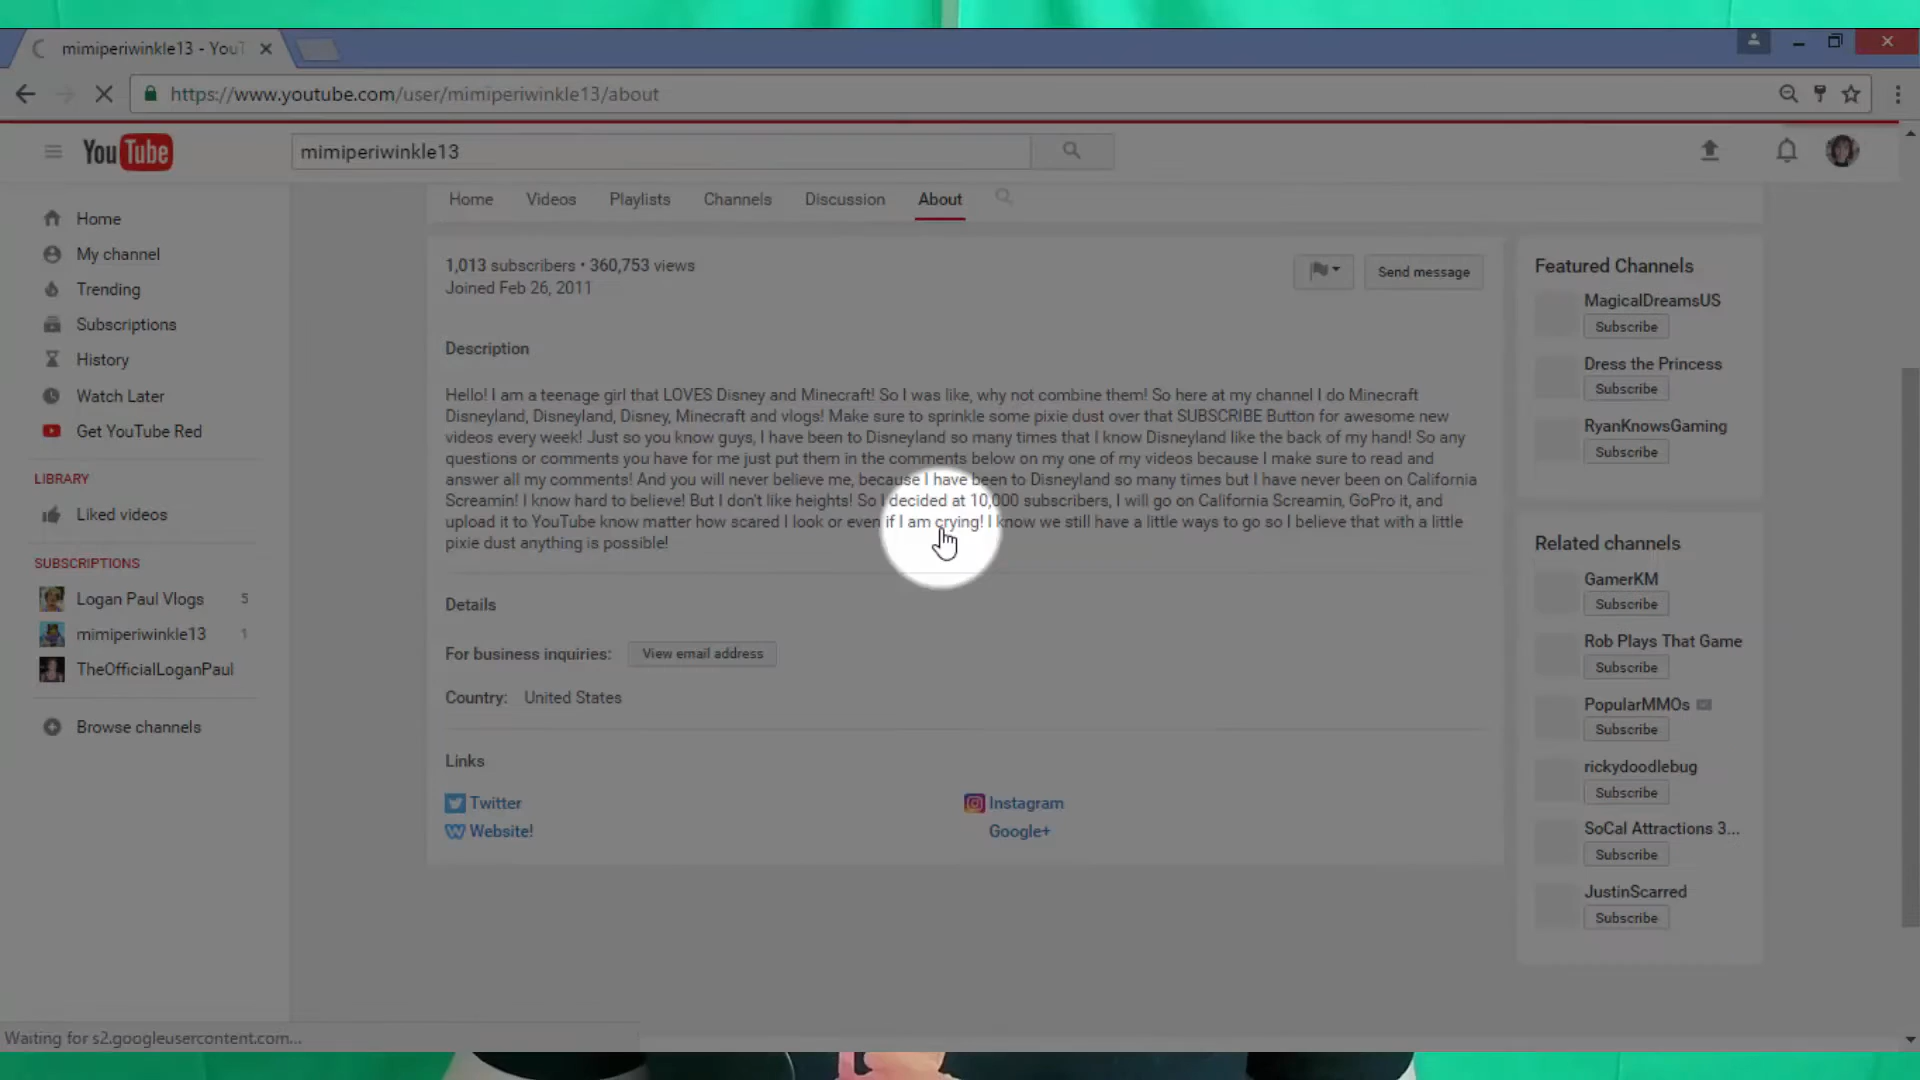 mimiperiwinkle13 - YouT
https://www.youtube.com/user/mimiperiwinkle13/about
YouTube
mimiperiwinkle13
Home
My channel
Trending
Subscriptions
History
Watch Later
Get YouTube Red
LIBRARY
Liked videos
SUBSCRIPTIONS
Logan Paul Vlogs 5
mimiperiwinkle13 1
TheOfficialLoganPaul
Browse channels
Home Videos Playlists Channels Discussion About
1,013 subscribers • 360,753 views
Joined Feb 26, 2011
Send message
Description
Hello! I am a teenage girl that LOVES Disney and Minecraft! So I was like, why not combine them! So here at my channel I do Minecraft
Disneyland, Disneyland, Disney, Minecraft and vlogs! Make sure to sprinkle some pixie dust over that SUBSCRIBE Button for awesome new
videos every week! Just so you know guys, I have been to Disneyland so many times that I know Disneyland like the back of my hand! So any
questions or comments you have for me just put them in the comments below on my one of my videos because I make sure to read and
answer all my comments! And you will never believe me, because I have been to Disneyland so many times but I have never been on California
Screamin! I know hard to believe! But I don't like heights! So I decided at 10,000 subscribers, I will go on California Screamin, GoPro it, and
upload it to YouTube know matter how scared I look or even if I am crying! I know we still have a little ways to go so I believe that with a little
pixie dust anything is possible!
Details
For business inquiries: View email address
Country: United States
Links
Twitter
Instagram
Website!
Google+
Featured Channels
MagicalDreamsUS
Subscribe
Dress the Princess
Subscribe
RyanKnowsGaming
Subscribe
Related channels
GamerKM
Subscribe
Rob Plays That Game
Subscribe
PopularMMOs
Subscribe
rickydoodlebug
Subscribe
SoCal Attractions 3...
Subscribe
JustinScarred
Subscribe
Waiting for s2.googleusercontent.com...